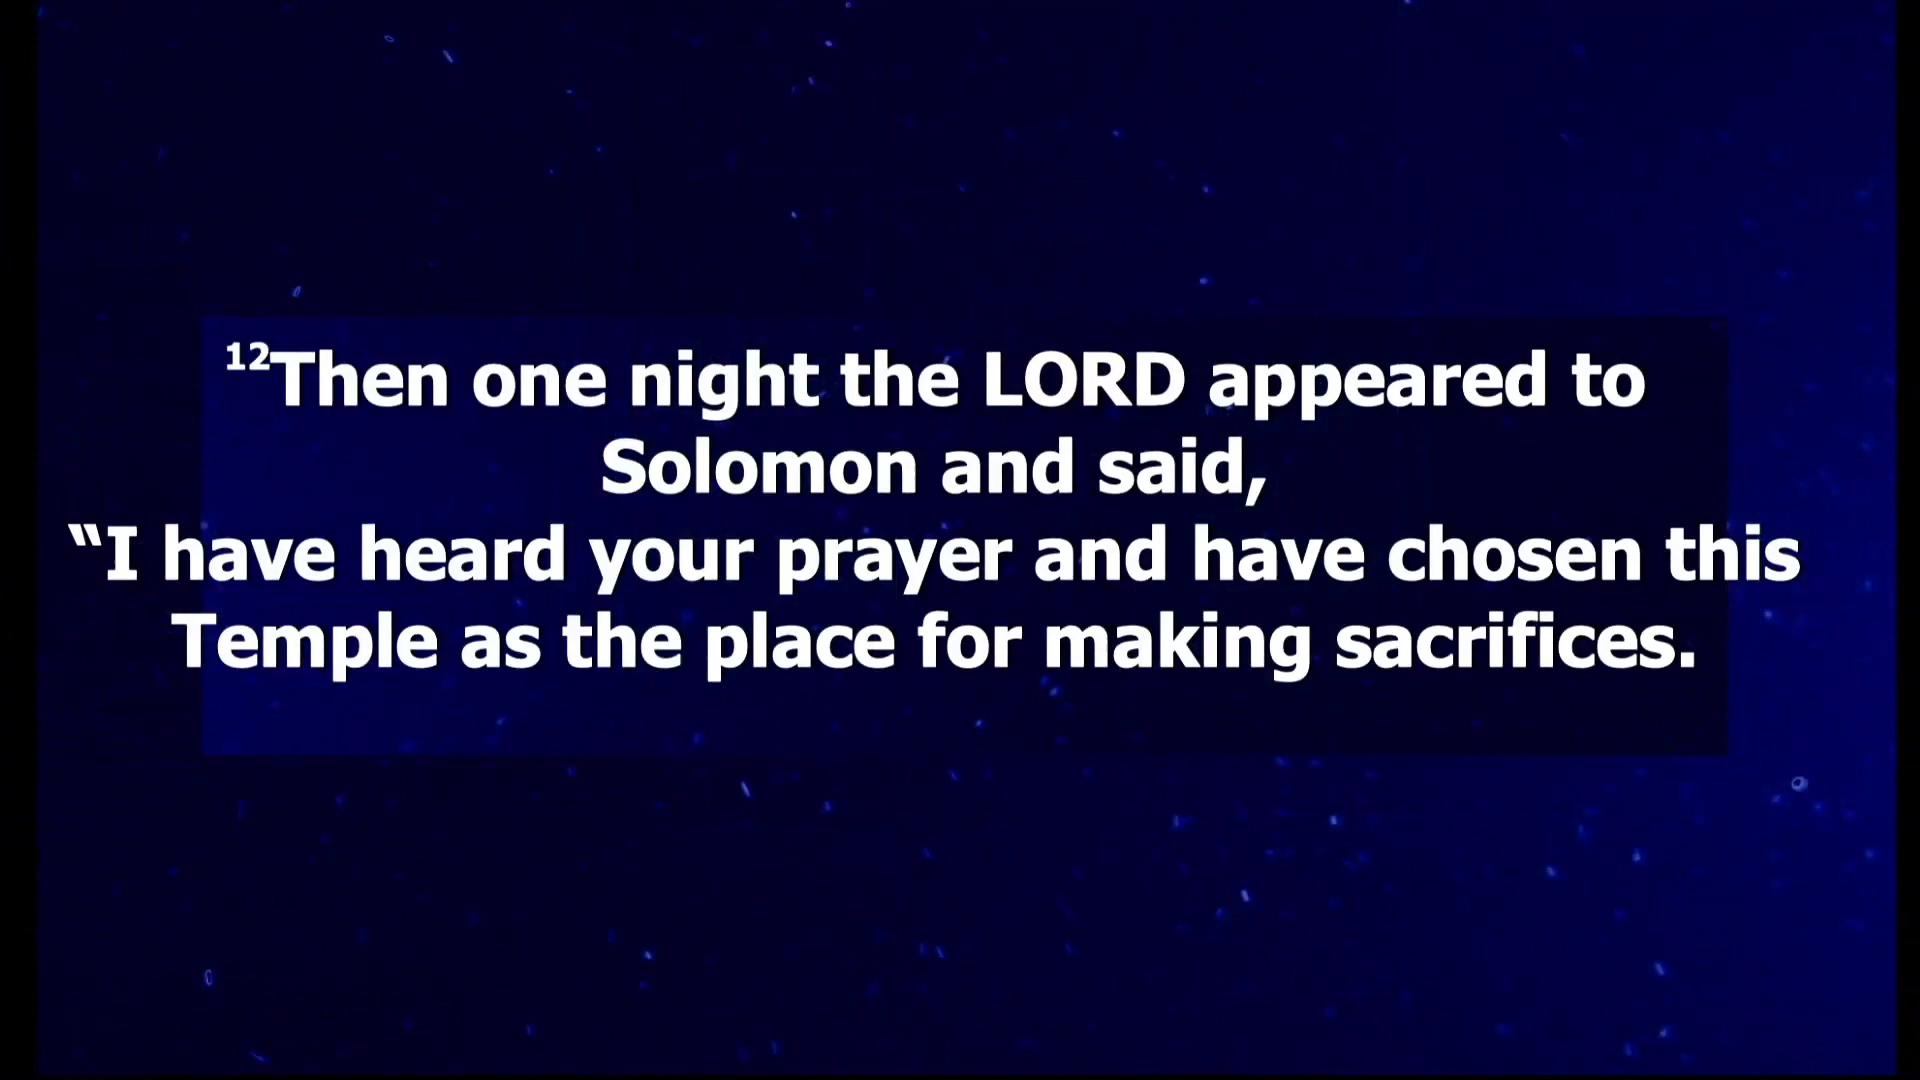 12Then one night the LORD appeared to
Solomon and said,
“I have heard your prayer and have chosen this
Temple as the place for making sacrifices.